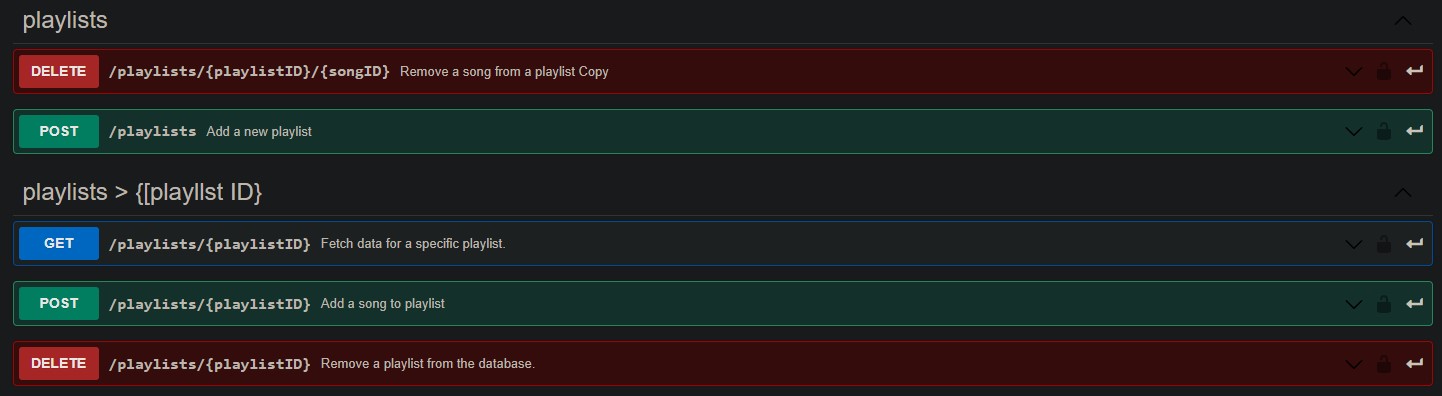 playlists
DELETE /playlists/{playlistID}/{songID} Remove a song from a playlist Copy
POST /playlists Add a new playlist
playlists > {[playllst ID}
GET /playlists/{playlistID} Fetch data for a specific playlist.
POST /playlists/{playlistID} Add a song to playlist
DELETE /playlists/{playlistID} Remove a playlist from the database.